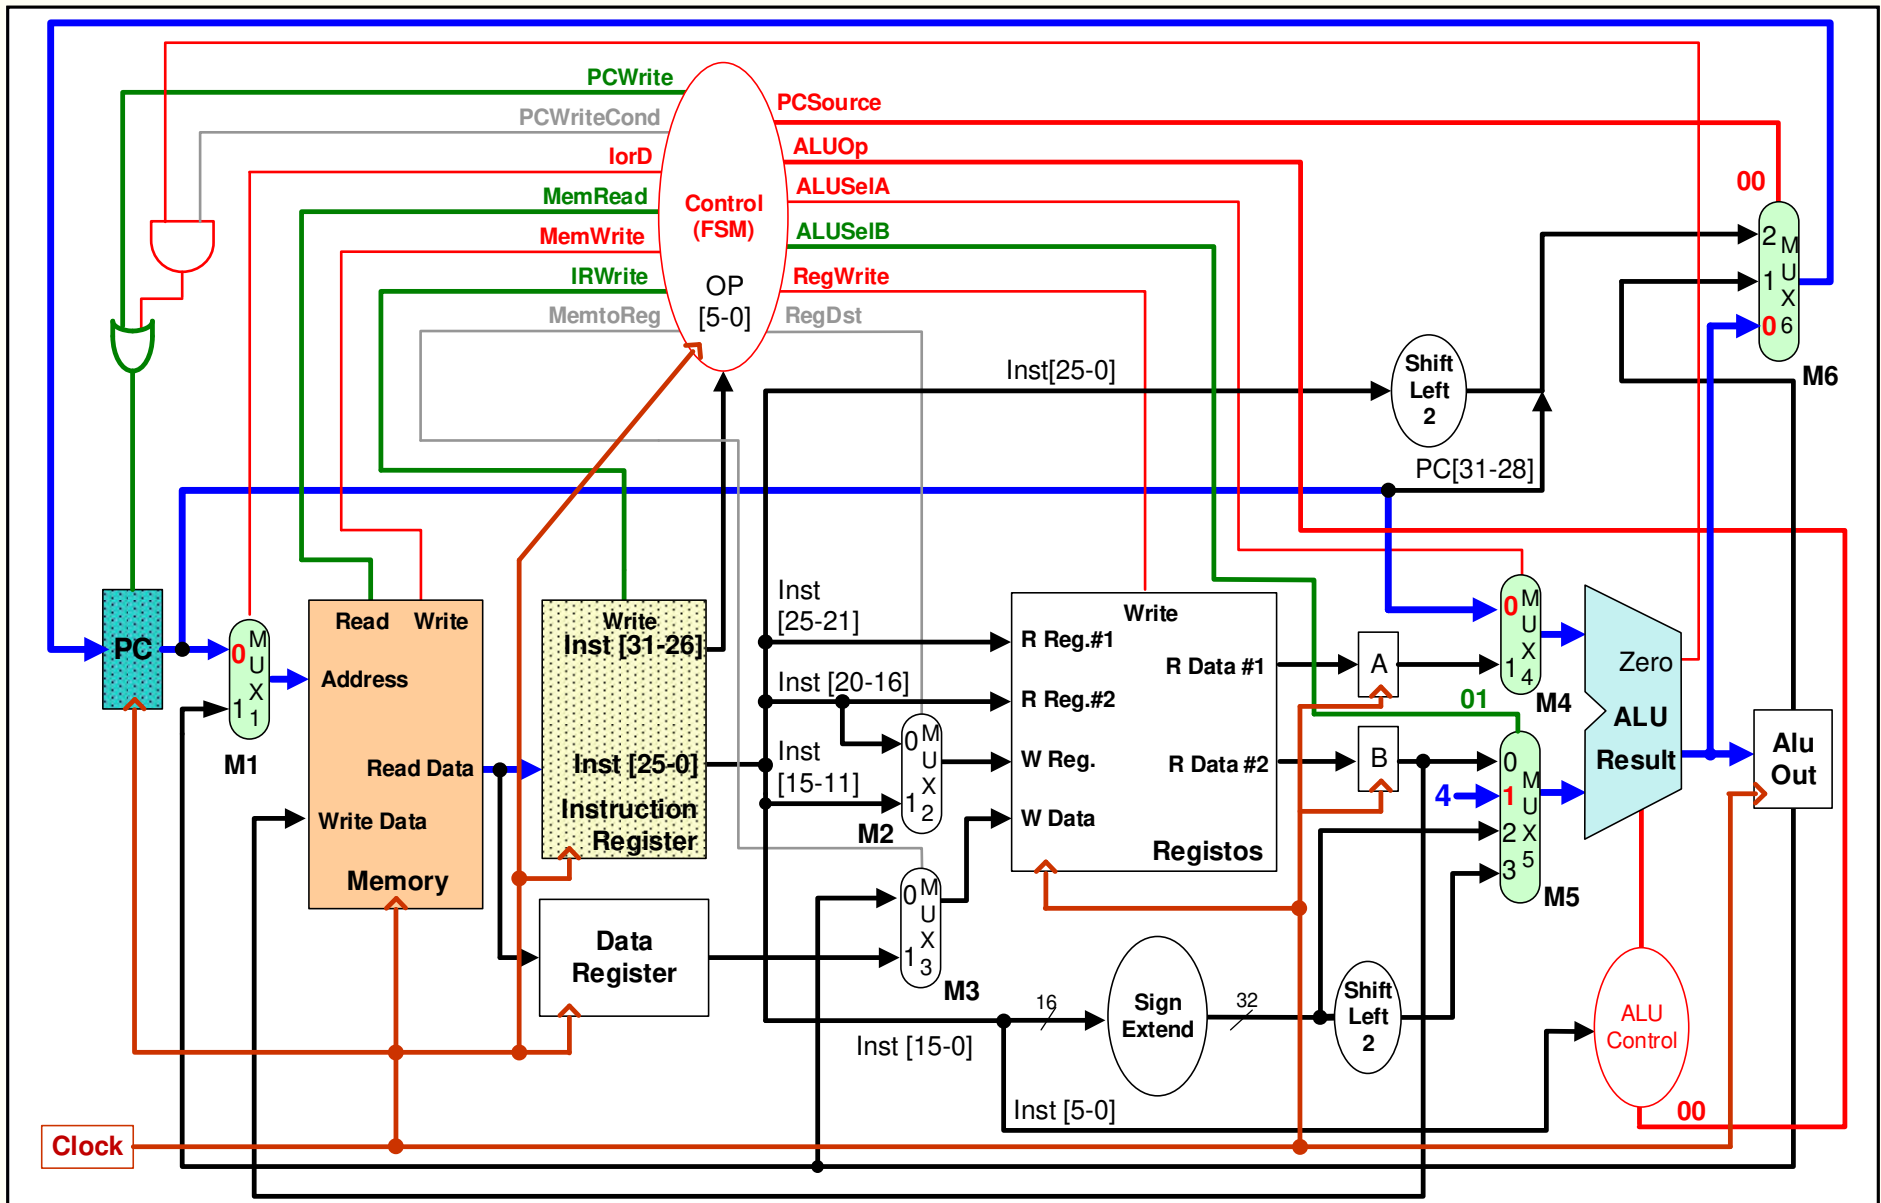 PCWrite
PCWriteCond
IorD
MemRead
MemWrite
IRWrite
MemtoReg
Control
(FSM)
OP
[5-0]
PCSource
ALUOp
ALUSelA
ALUSelB
RegWrite
RegDst
00
2
1
0
M
U
X
6
M6
Inst[25-0]
Shift
Left
2
PC[31-28]
PC
0
1
M
U
X
1
M1
Read
Write
Address
Read Data
Write Data
Memory
Write
Inst [31-26]
Inst [25-0]
Instruction
Register
Data
Register
Inst
[25-21]
Inst [20-16]
Inst
[15-11]
0
1
M
U
X
2
M2
0
1
M
U
X
3
M3
Write
R Reg.#1
R Reg.#2
W Reg.
W Data
R Data #1
R Data #2
Registos
A
B
0
1
M
U
X
4
M4
01
4
0
1
2
3
M
U
X
5
M5
Zero
ALU
Result
Alu
Out
16
Sign
Extend
32
Shift
Left
2
Inst [15-0]
Inst [5-0]
ALU
Control
00
Clock